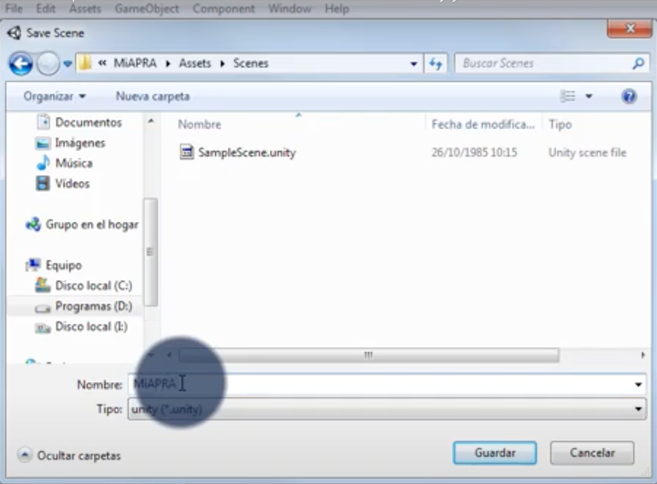 File Edit Assets GameObject Component Window Help
Save Scene
« MiAPRA Assets Scenes Buscar Scenes
Organizar Nueva carpeta
Documentos
Imágenes
Música
Vídeos
Grupo en el hogar
Equipo
Disco local (C:)
Programas (D:)
Disco local (I:)
Nombre Fecha de modifica... Tipo
SampleScene.unity 26/10/1985 10:15 Unity scene file
Nombre: MiAPRA
Tipo: unity (*.unity)
Ocultar carpetas Guardar Cancelar